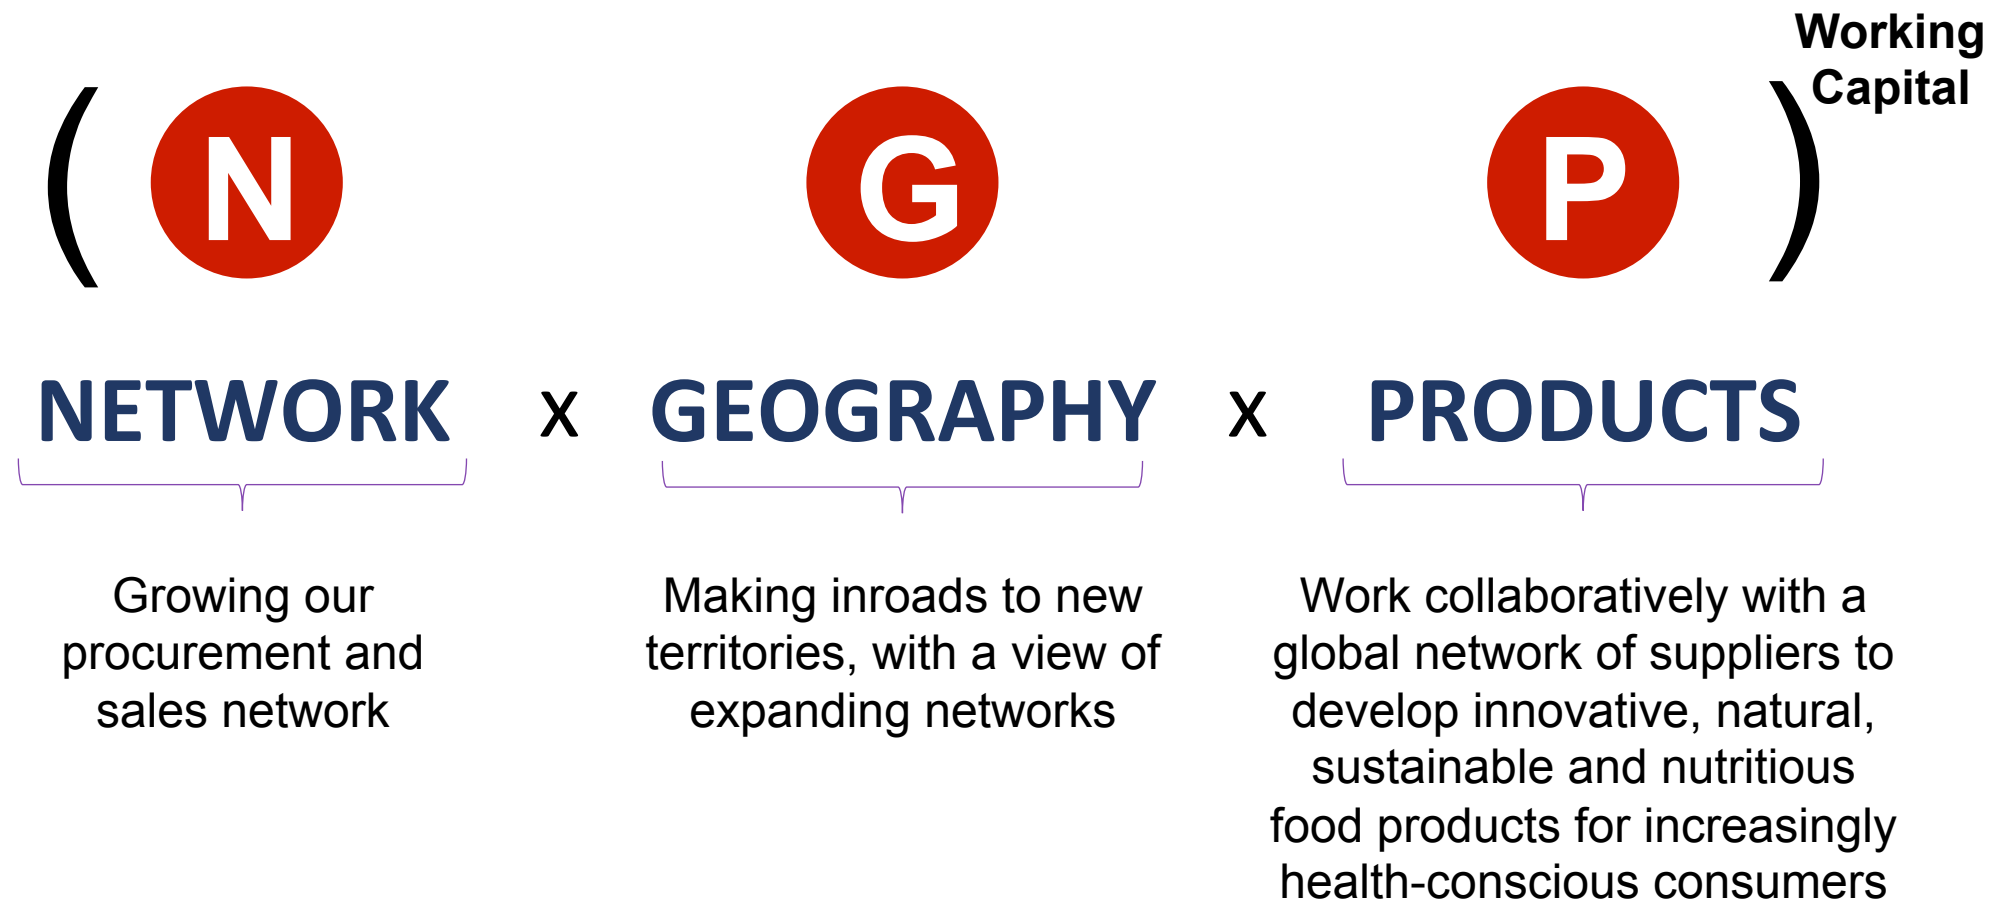 Working
Capital
( N G P )
NETWORK x GEOGRAPHY x PRODUCTS
Growing our
procurement and
sales network
Making inroads to new
territories, with a view of
expanding networks
Work collaboratively with a
global network of suppliers to
develop innovative, natural,
sustainable and nutritious
food products for increasingly
health-conscious consumers